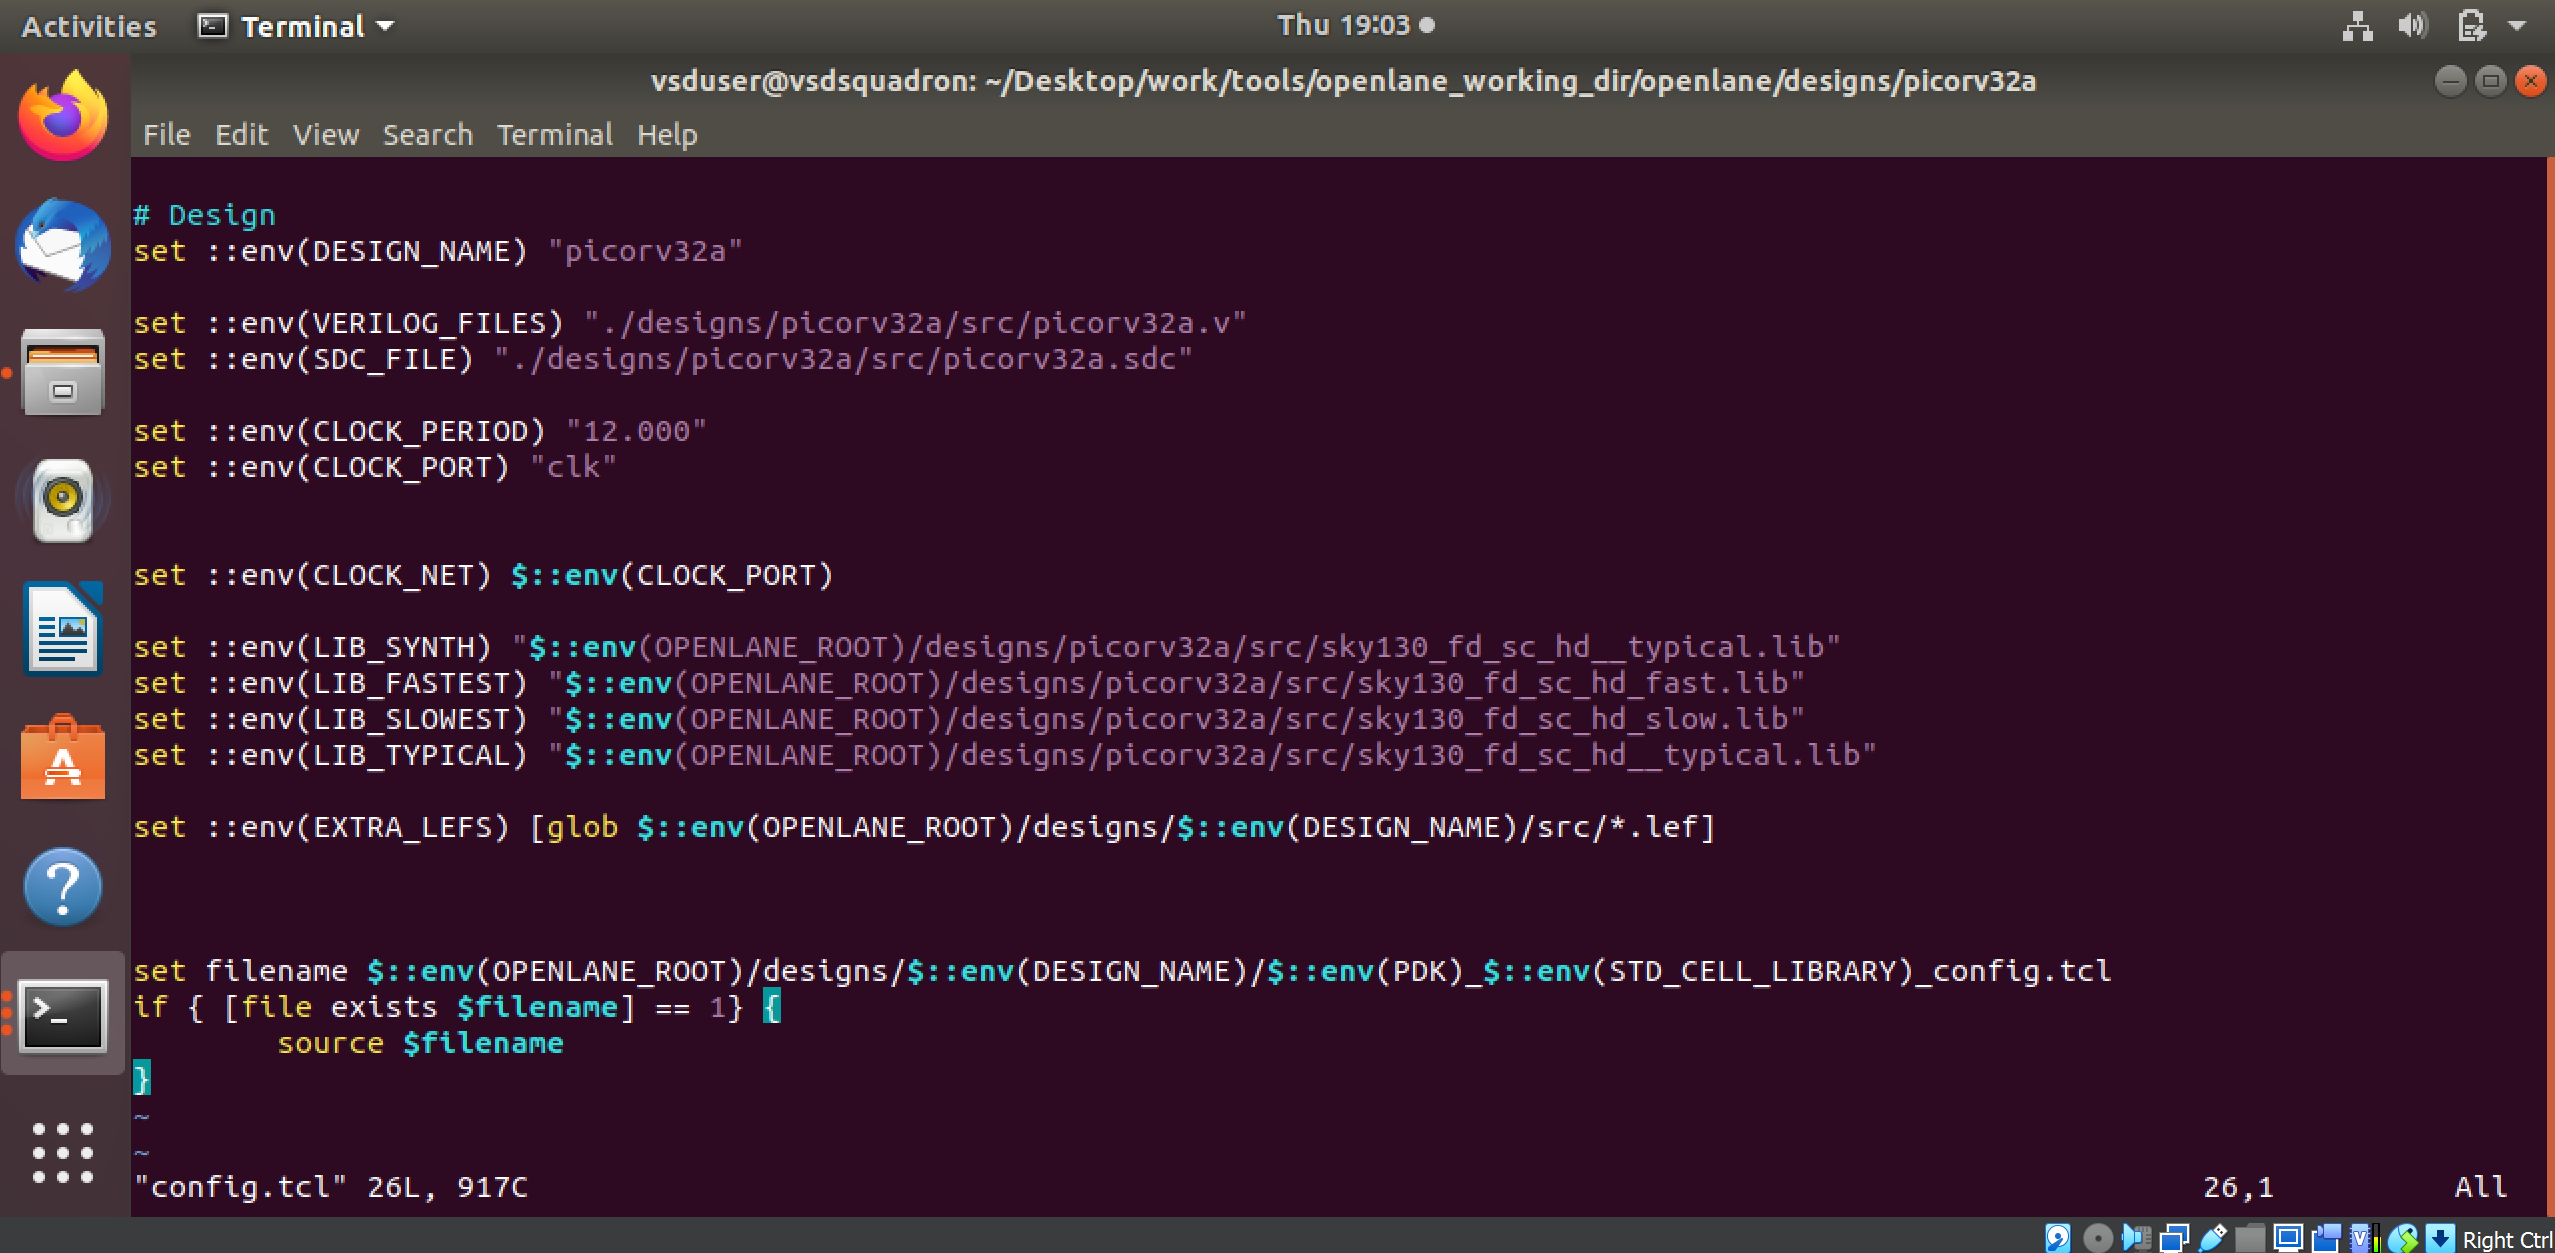 Activities Terminal Thu 19:03
vsduser@vsdsquadron: ~/Desktop/work/tools/openlane_working_dir/openlane/designs/picorv32a
File Edit View Search Terminal Help
# Design
set ::env(DESIGN_NAME) "picorv32a"
set ::env(VERILOG_FILES) "./designs/picorv32a/src/picorv32a.v"
set ::env(SDC_FILE) "./designs/picorv32a/src/picorv32a.sdc"
set ::env(CLOCK_PERIOD) "12.000"
set ::env(CLOCK_PORT) "clk"
set ::env(CLOCK_NET) $::env(CLOCK_PORT)
set ::env(LIB_SYNTH) "$::env(OPENLANE_ROOT)/designs/picorv32a/src/sky130_fd_sc_hd__typical.lib"
set ::env(LIB_FASTEST) "$::env(OPENLANE_ROOT)/designs/picorv32a/src/sky130_fd_sc_hd_fast.lib"
set ::env(LIB_SLOWEST) "$::env(OPENLANE_ROOT)/designs/picorv32a/src/sky130_fd_sc_hd_slow.lib"
set ::env(LIB_TYPICAL) "$::env(OPENLANE_ROOT)/designs/picorv32a/src/sky130_fd_sc_hd__typical.lib"
set ::env(EXTRA_LEFS) [glob $::env(OPENLANE_ROOT)/designs/$::env(DESIGN_NAME)/src/*.lef]
set filename $::env(OPENLANE_ROOT)/designs/$::env(DESIGN_NAME)/$::env(PDK)_$::env(STD_CELL_LIBRARY)_config.tcl
if { [file exists $filename] == 1} {
source $filename
}
~
~
"config.tcl" 26L, 917C 26,1 All
Right Ctrl